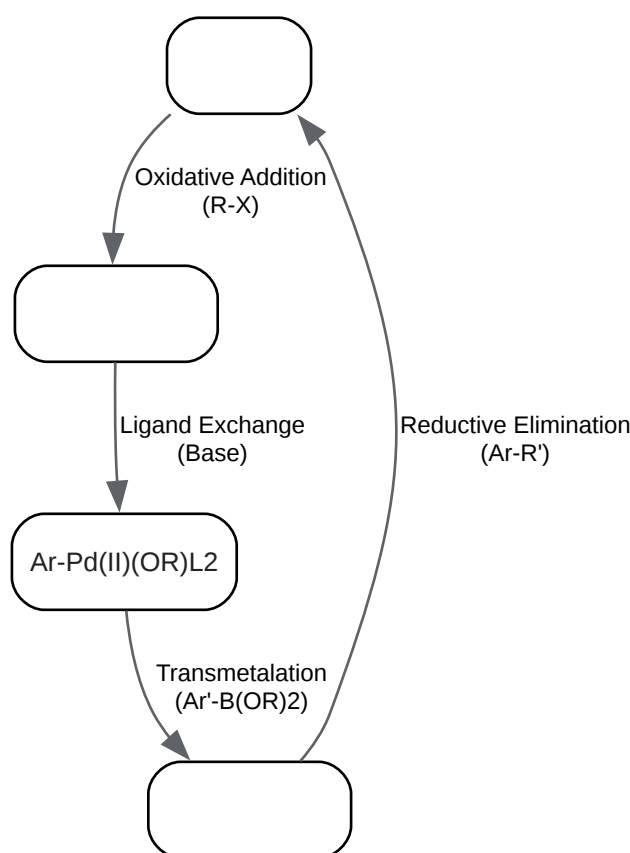 Oxidative Addition
(R-X)
Ligand Exchange
(Base)
Reductive Elimination
(Ar-R')
Ar-Pd(II)(OR)L2
Transmetalation
(Ar'-B(OR)2)